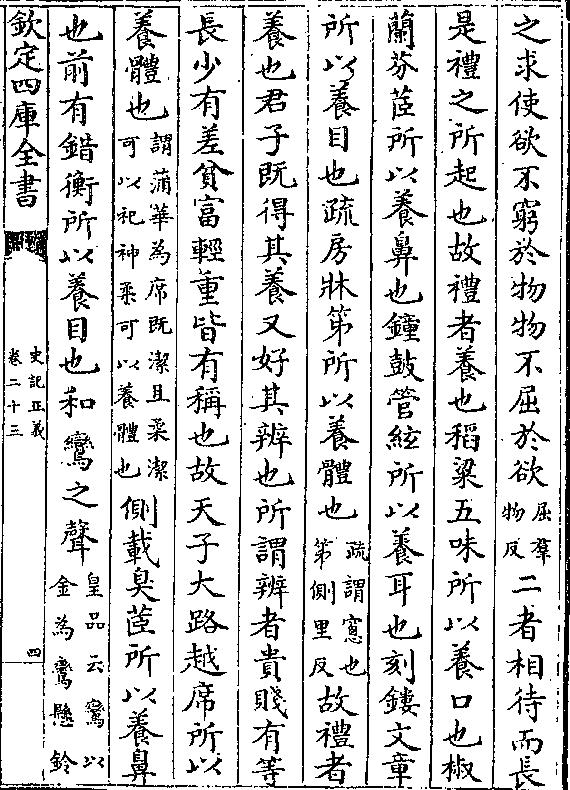 之求使欲不窮於物物不屈於欲屈羣物反二者相待而長
是禮之所起也故禮者養也稻粱五味所以養口也椒
蘭芬茝所以養鼻也鐘鼓管絃所以養耳也刻鏤文章
所以養目也疏房牀笫所以養體也疏謂窻也第側里反故禮者
養也君子既得其養又好其辨也所謂辨者貴賤有等
長少有差貧富輕重皆有稱也故天子大路越席所以
養體也謂蒲華為席既潔且柔潔可以祀神柔可以養體也側載臭茝所以養鼻
也前有錯衡所以養目也和鸞之聲皇品云鸞以金為鸞懸鈴
欽定四庫全書
史記正義
卷二十三
四